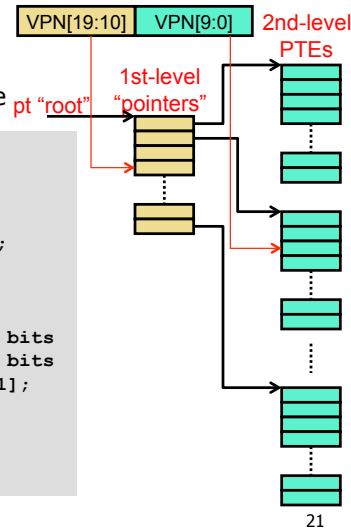 VPN[19:10] VPN[9:0]
2nd-level
PTEs
1st-level
"pointers"
e pt "root"
;
bits
bits
1];
21